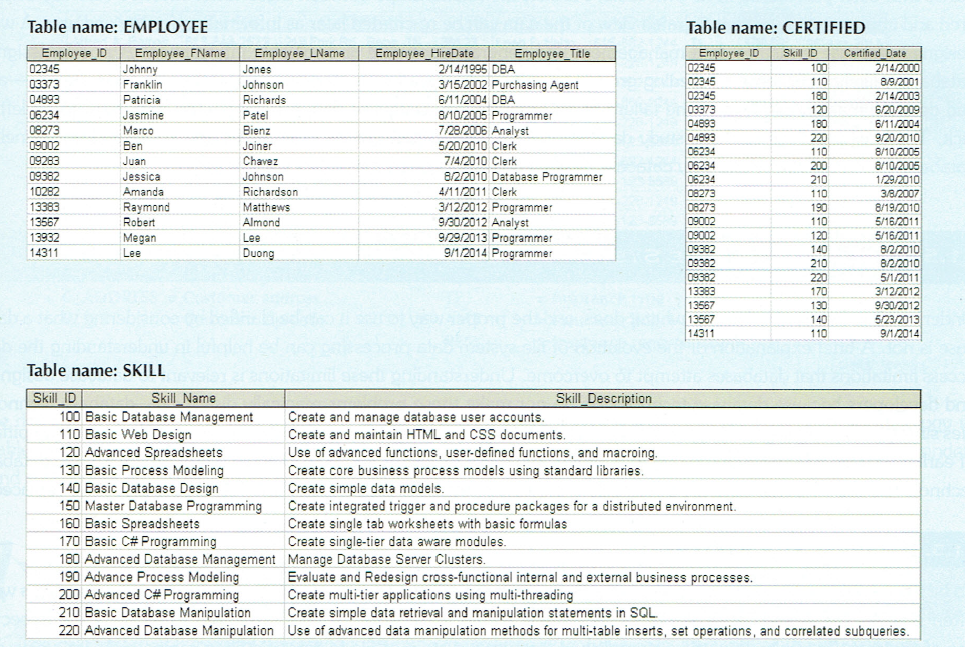 Table name: EMPLOYEE
Employee_ID Employee_FName Employee_LName Employee_HireDate Employee_Title
02345 Johnny Jones 2/14/1995 DBA
03373 Franklin Johnson 3/15/2002 Purchasing Agent
04893 Patricia Richards 6/11/2004 DBA
06234 Jasmine Patel 8/10/2005 Programmer
08273 Marco Bienz 7/28/2006 Analyst
09002 Ben Joiner 5/20/2010 Clerk
09283 Juan Chavez 7/4/2010 Clerk
09382 Jessica Johnson 8/2/2010 Database Programmer
10282 Amanda Richardson 4/11/2011 Clerk
13383 Raymond Matthews 3/12/2012 Programmer
13567 Robert Almond 9/30/2012 Analyst
13932 Megan Lee 9/29/2013 Programmer
14311 Lee Duong 9/1/2014 Programmer
Table name: CERTIFIED
Employee_ID Skill_ID Certified_Date
02345 100 2/14/2000
02345 110 8/9/2001
02345 180 2/14/2003
03373 120 6/20/2009
04893 180 6/11/2004
04893 220 9/20/2010
06234 110 8/10/2005
06234 200 8/10/2005
06234 210 1/29/2010
08273 110 3/8/2007
08273 190 8/19/2010
09002 110 5/16/2011
09002 120 5/16/2011
09382 140 8/2/2010
09382 210 8/2/2010
09382 220 5/1/2011
13383 170 3/12/2012
13567 130 9/30/2012
13567 140 5/23/2013
14311 110 9/1/2014
Table name: SKILL
Skill_ID Skill_Name Skill_Description
100 Basic Database Management Create and manage database user accounts.
110 Basic Web Design Create and maintain HTML and CSS documents.
120 Advanced Spreadsheets Use of advanced functions, user-defined functions, and macroing.
130 Basic Process Modeling Create core business process models using standard libraries.
140 Basic Database Design Create simple data models.
150 Master Database Programming Create integrated trigger and procedure packages for a distributed environment.
160 Basic Spreadsheets Create single tab worksheets with basic formulas
170 Basic C# Programming Create single-tier data aware modules.
180 Advanced Database Management Manage Database Server Clusters.
190 Advance Process Modeling Evaluate and Redesign cross-functional internal and external business processes.
200 Advanced C# Programming Create multi-tier applications using multi-threading
210 Basic Database Manipulation Create simple data retrieval and manipulation statements in SQL.
220 Advanced Database Manipulation Use of advanced data manipulation methods for multi-table inserts, set operations, and correlated subqueries.